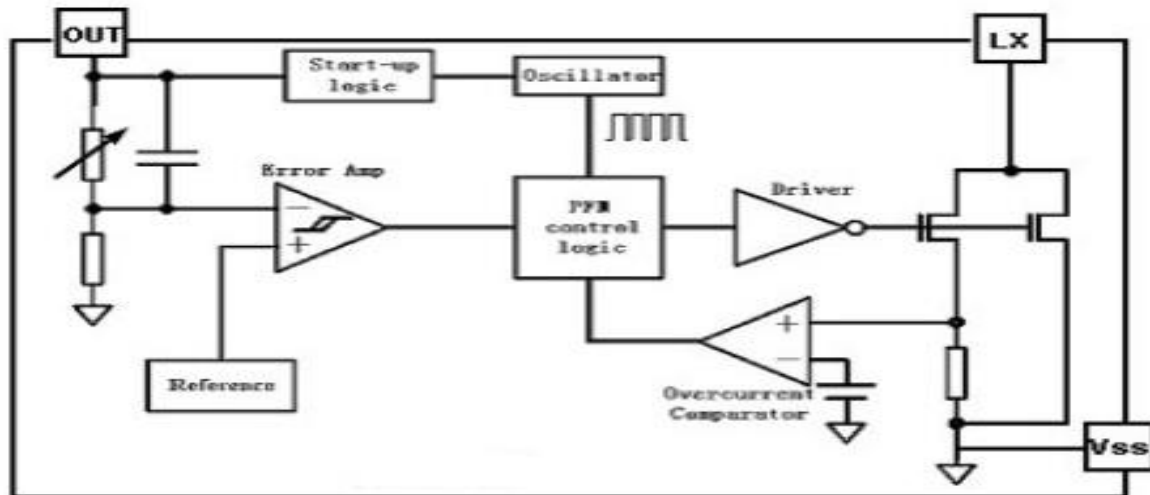 OUT
LX
Start-up
logic
Oscillator
Error Amp
Driver
PFM
control
logic
−
+
+
−
Reference
Overcurrent
Comparator
Vss